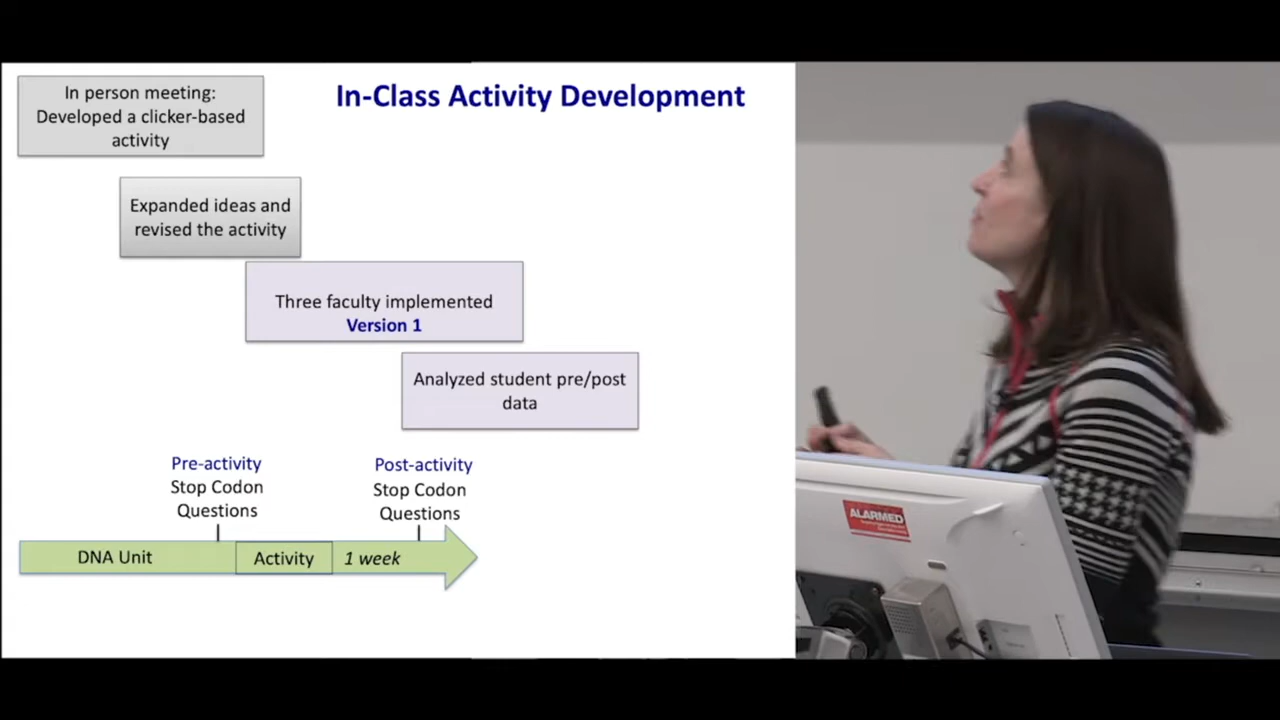 In person meeting:
Developed a clicker-based
activity
In-Class Activity Development
Expanded ideas and
revised the activity
Three faculty implemented
Version 1
Analyzed student pre/post
data
Pre-activity
Stop Codon
Questions
Post-activity
Stop Codon
Questions
DNA Unit
Activity
1 week
ALARMED